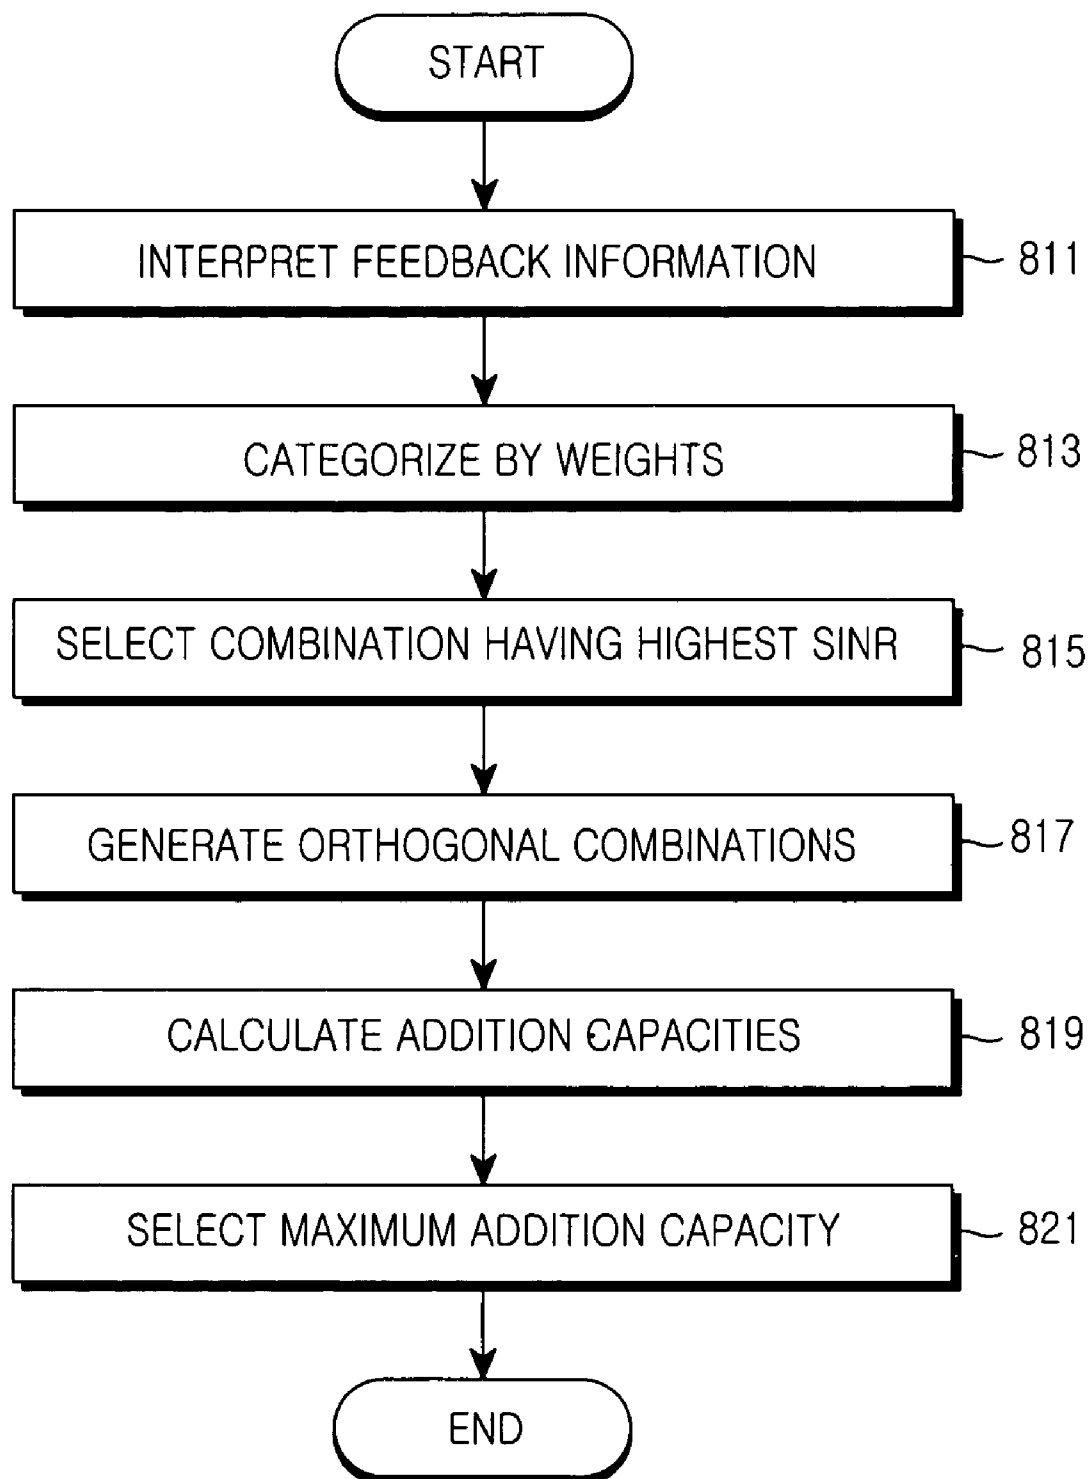 START
INTERPRET FEEDBACK INFORMATION
811
CATEGORIZE BY WEIGHTS
813
SELECT COMBINATION HAVING HIGHEST SINR
815
GENERATE ORTHOGONAL COMBINATIONS
817
CALCULATE ADDITION CAPACITIES
819
SELECT MAXIMUM ADDITION CAPACITY
821
END